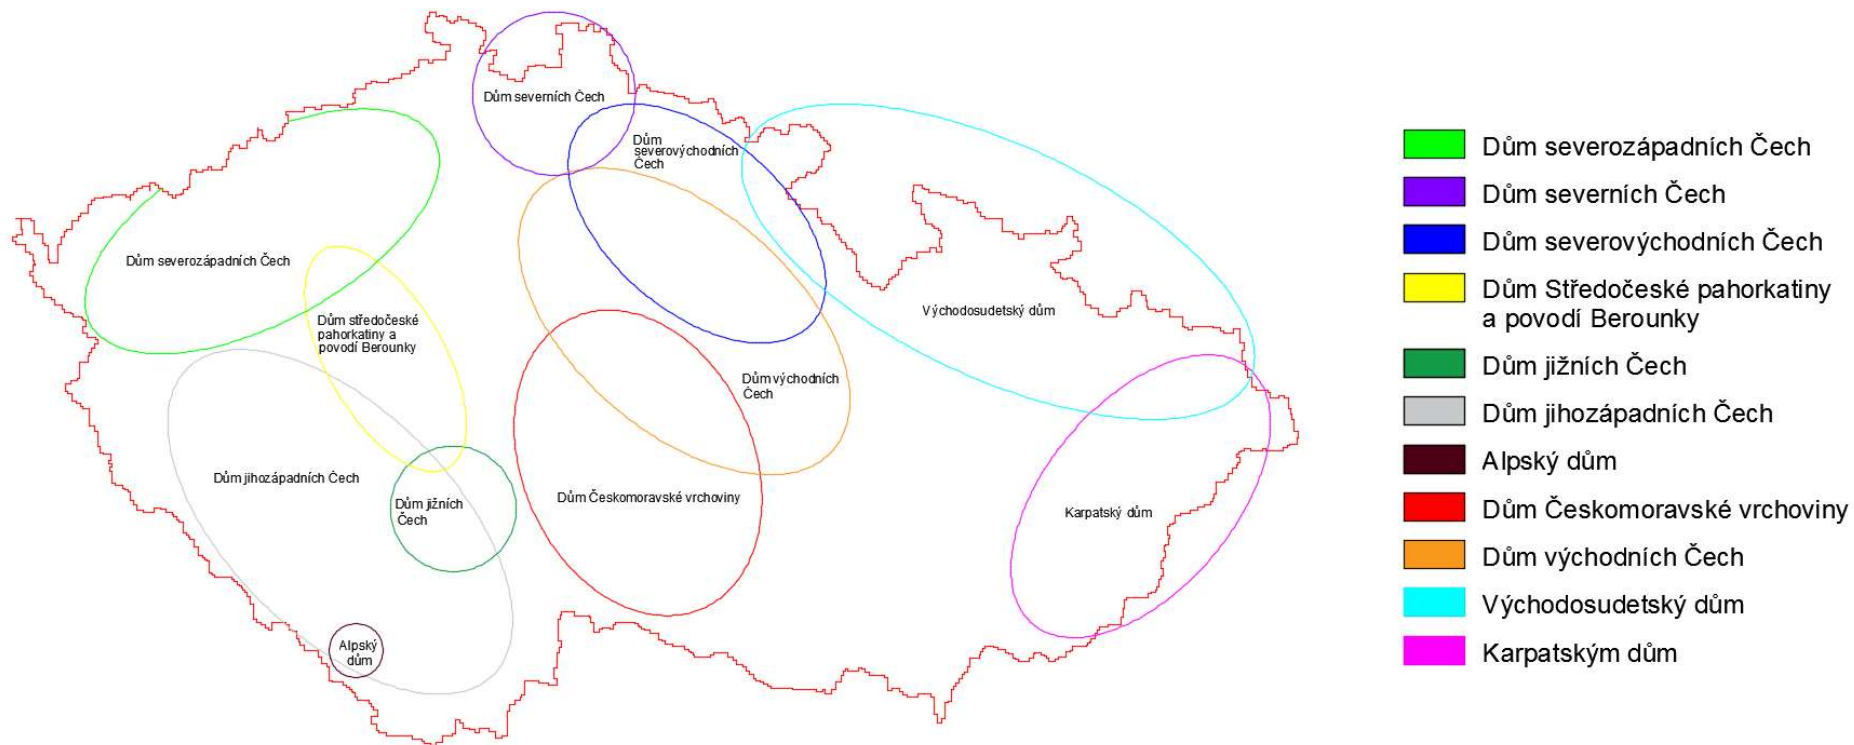 Dům severních Čech
Dům
severovýchodních
Čech
Dům severozápadních Čech
Dům středočeské
pahorkatiny a
povodí Berounky
Východosudetský dům
Dům východních
Čech
Dům jihozápadních Čech
Dům jižních
Čech
Dům Českomoravské vrchoviny
Karpatský dům
Alpský
dům
Dům severozápadních Čech
Dům severních Čech
Dům severovýchodních Čech
Dům Středočeské pahorkatiny
a povodí Berounky
Dům jižních Čech
Dům jihozápadních Čech
Alpský dům
Dům Českomoravské vrchoviny
Dům východních Čech
Východosudetský dům
Karpatským dům